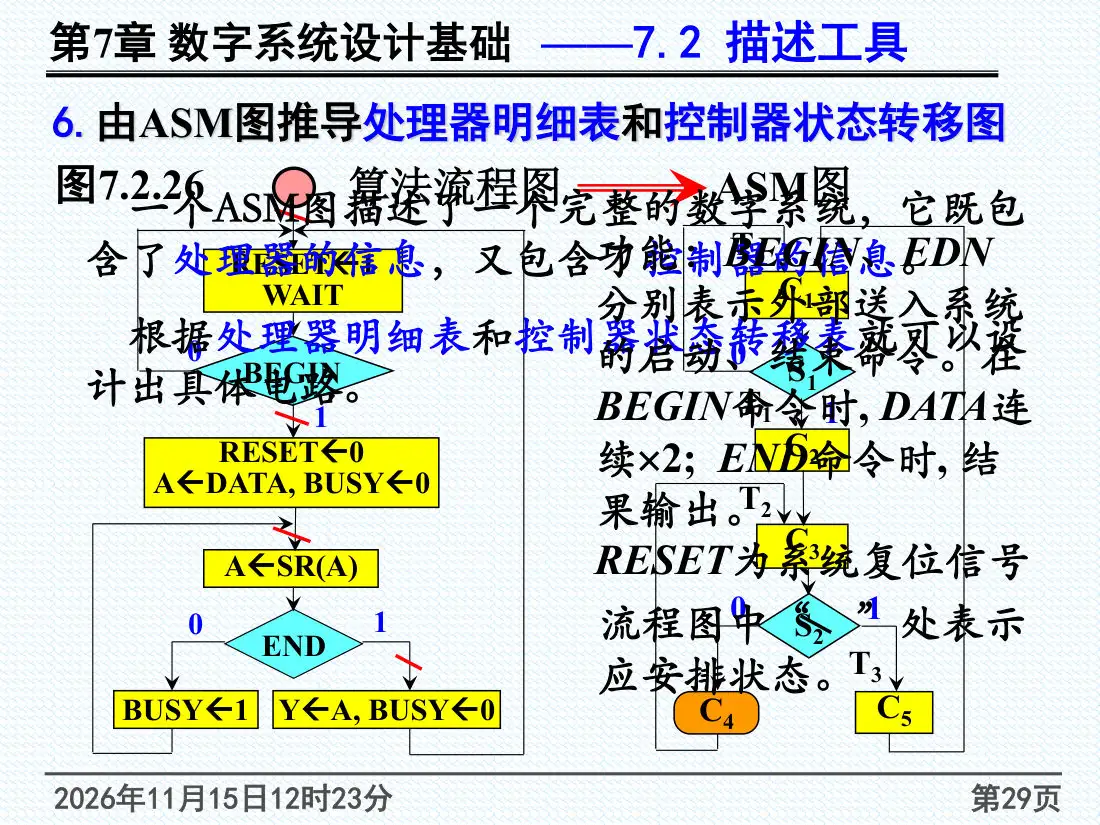 第7章 数字系统设计基础 ——7.2 描述工具
6.由ASM图推导处理器明细表和控制器状态转移图
图7.2.26 算法流程图 ASM图
一个ASM图描述了一个完整的数字系统，它既包
含了处理器的信息，又包含了控制器的信息。
根据处理器明细表和控制器状态转移表就可以设
计出具体电路。
功能：BEGIN、EDN
分别表示外部送入系统
的启动、结束命令。在
BEGIN命令时, DATA连
续×2；END命令时, 结
果输出。
RESET为系统复位信号
流程图中“\”处表示
应安排状态。
WAIT
0
BEGIN
1
RESET←0
A←DATA, BUSY←0
A←SR(A)
0
END
1
BUSY←1
Y←A, BUSY←0
C1
0
S1
T1
1
C2
T2
C3
0
S2
1
T3
C4
C5
2026年11月15日12时23分
第29页